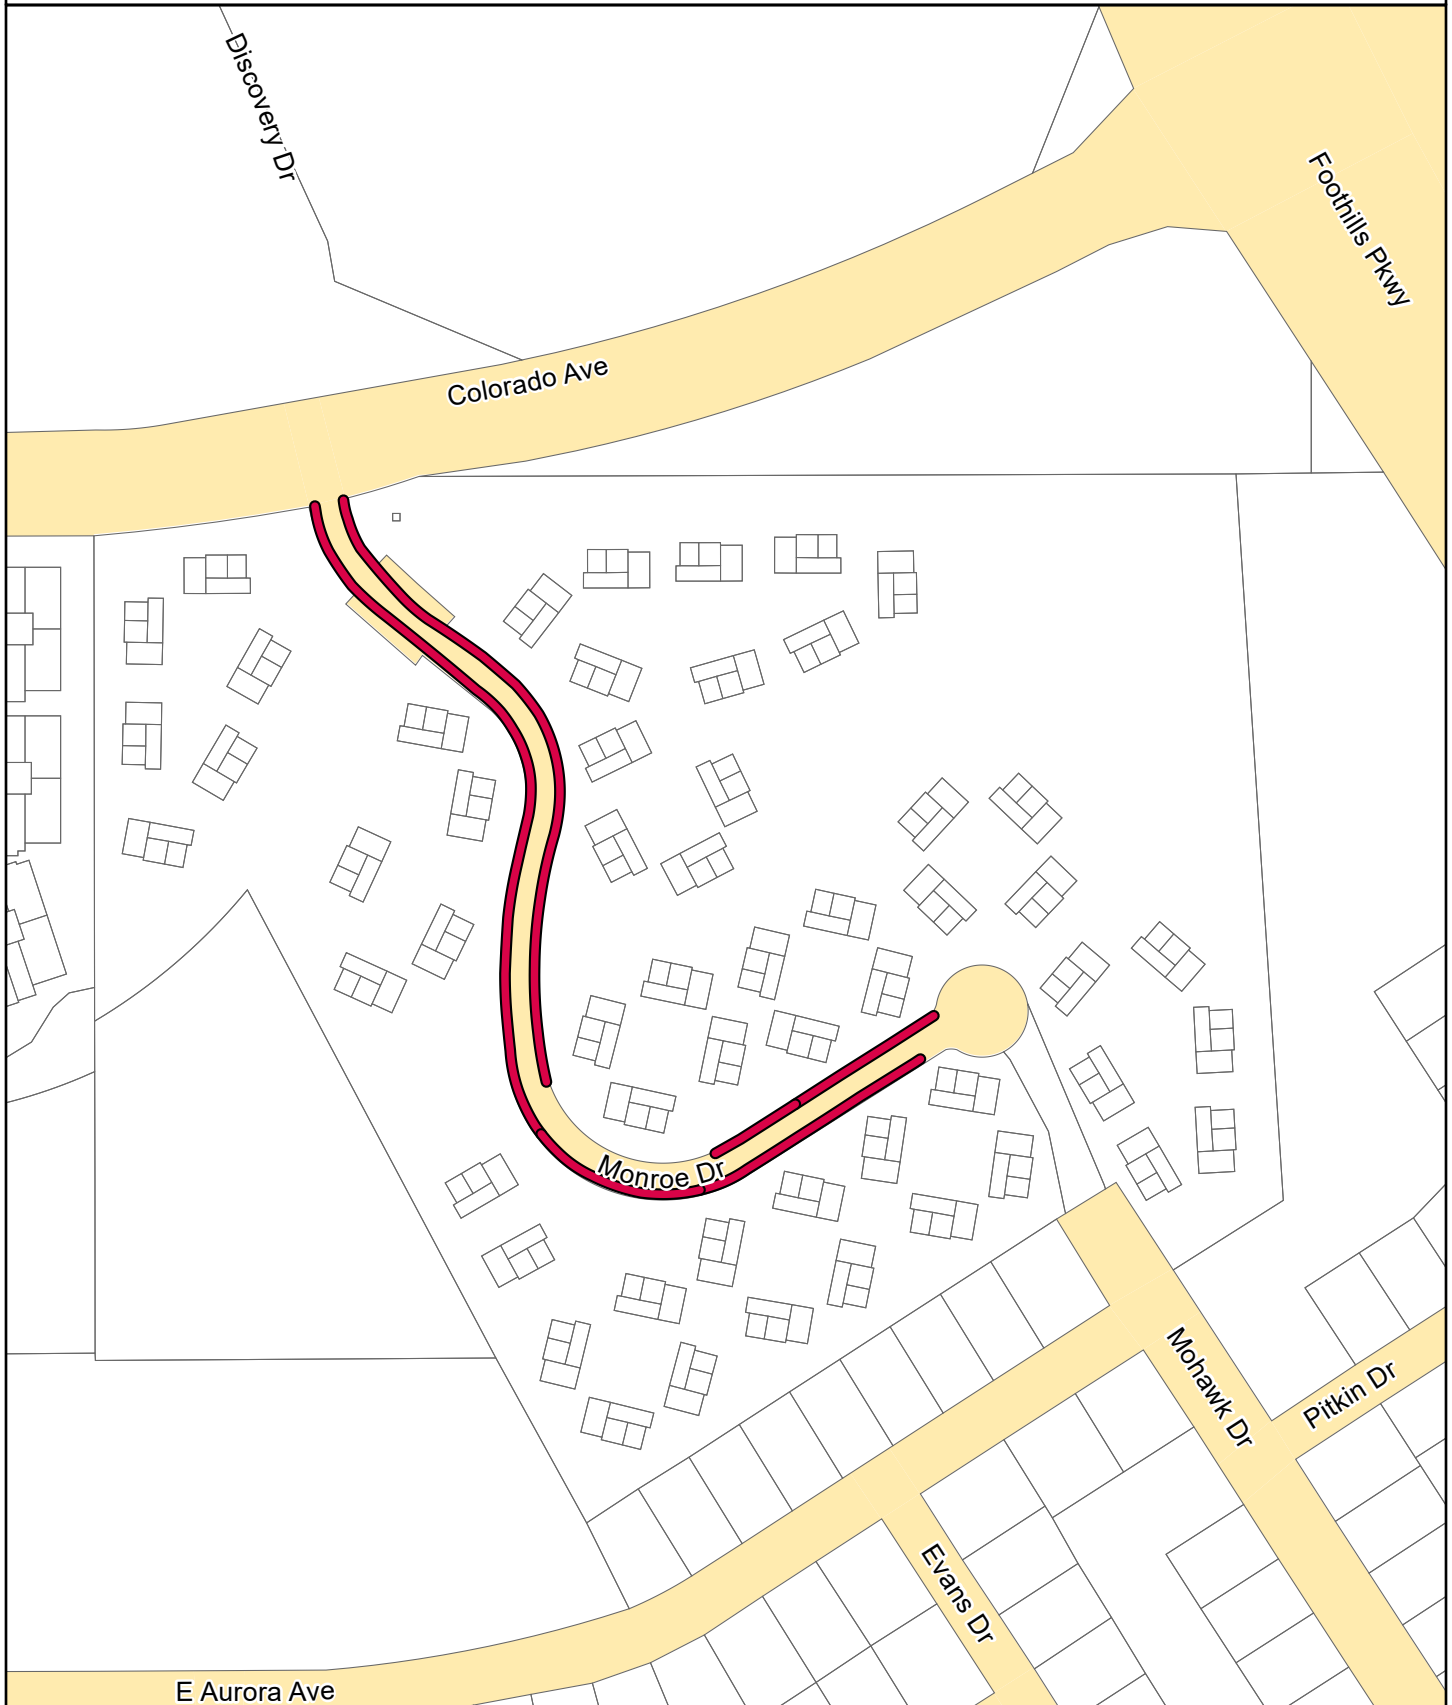 Discovery Dr
Foothills Pkwy
Colorado Ave
Monroe Dr
Mohawk Dr
Pitkin Dr
Evans Dr
E Aurora Ave